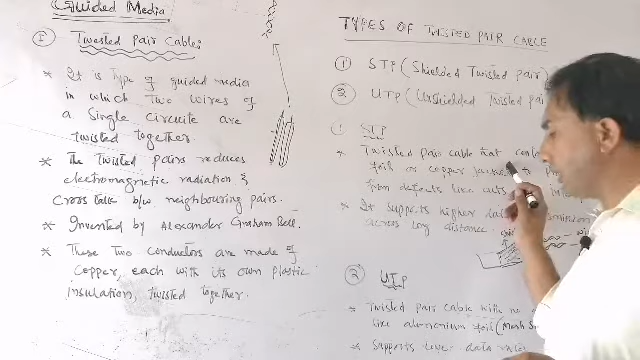 Guided Media
① Twisted Pair Cable:
* It is Type of guided media
in which Two wires of
a Single Circuite are
twisted together
* The Twisted pairs reduces
electromagnetic radiation &
Cross talk b/w neighbouring pairs.
* Invented by Alexander Graham Bell.
* These Two conductors are made of
Copper, each with its own plastic
insulation, twisted together.
TYPES OF TWISTED PAIR CABLE
① STP (Shielded Twisted pair)
② UTP (Unshielded Twisted pair
① STP
* Twisted pair cable that
foil or copper
from defects like cuts
* It supports higher
across long distance.
② UTP
* Twisted pair cable with no
like aluminium foil (Mesh
* Supports less data